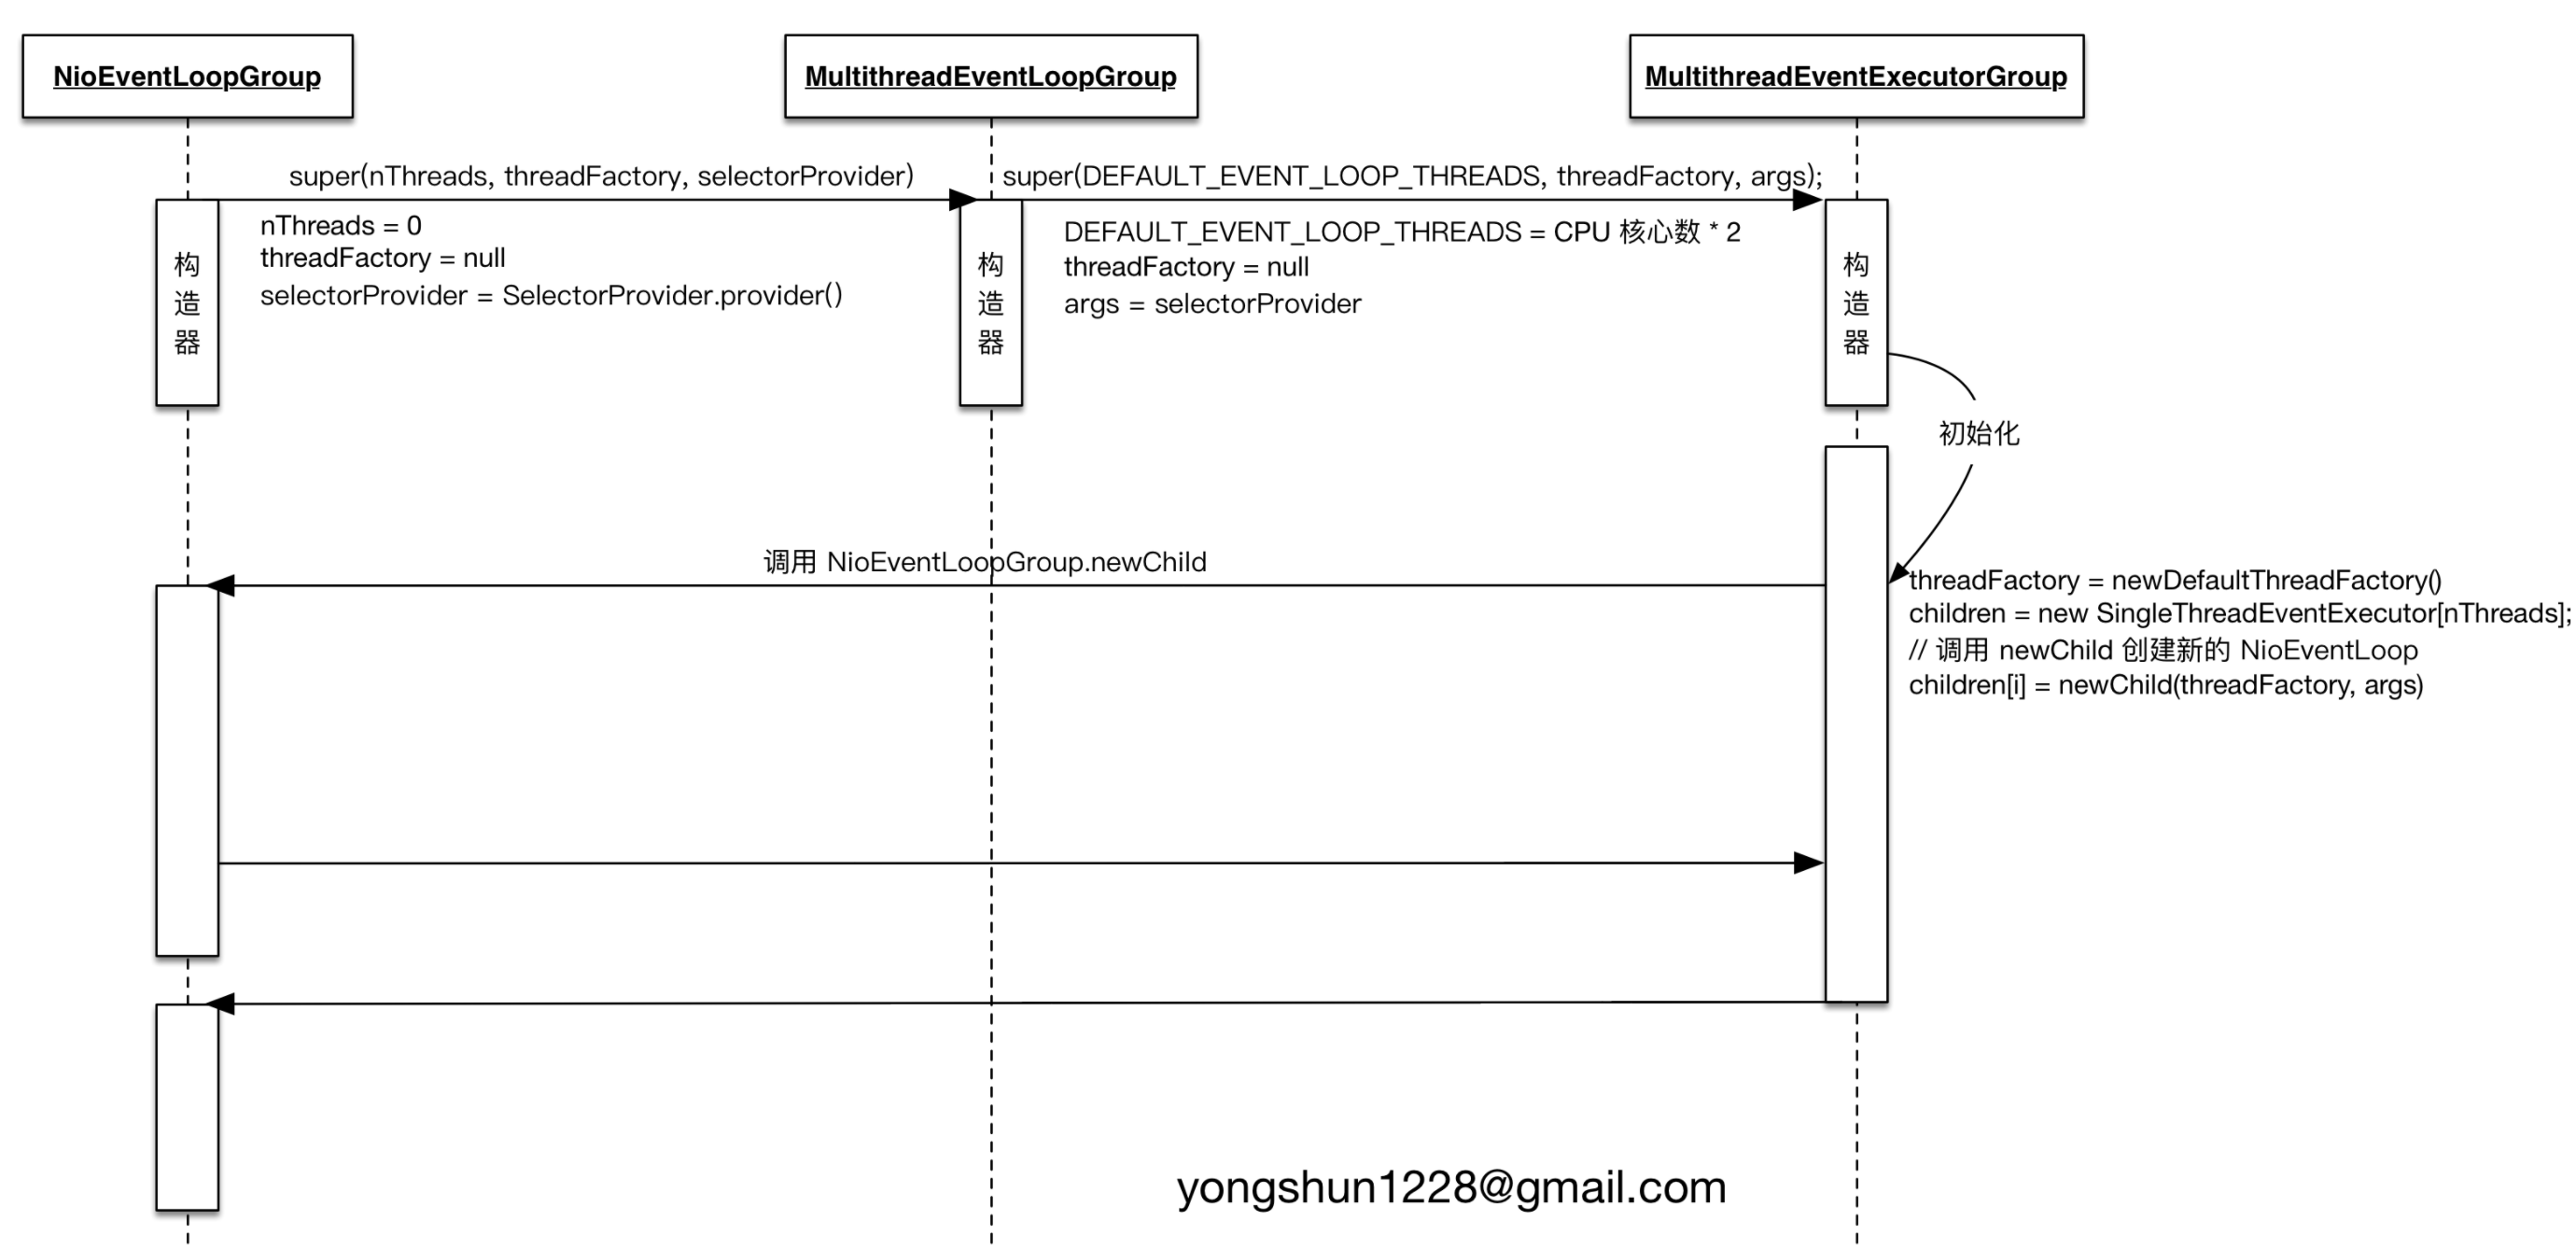 NioEventLoopGroup
MultithreadEventLoopGroup
MultithreadEventExecutorGroup
super(nThreads, threadFactory, selectorProvider)
super(DEFAULT_EVENT_LOOP_THREADS, threadFactory, args);
构造器
nThreads = 0
threadFactory = null
selectorProvider = SelectorProvider.provider()
构造器
DEFAULT_EVENT_LOOP_THREADS = CPU 核心数 * 2
threadFactory = null
args = selectorProvider
构造器
初始化
调用 NioEventLoopGroup.newChild
threadFactory = newDefaultThreadFactory()
children = new SingleThreadEventExecutor[nThreads];
// 调用 newChild 创建新的 NioEventLoop
children[i] = newChild(threadFactory, args)
yongshun1228@gmail.com